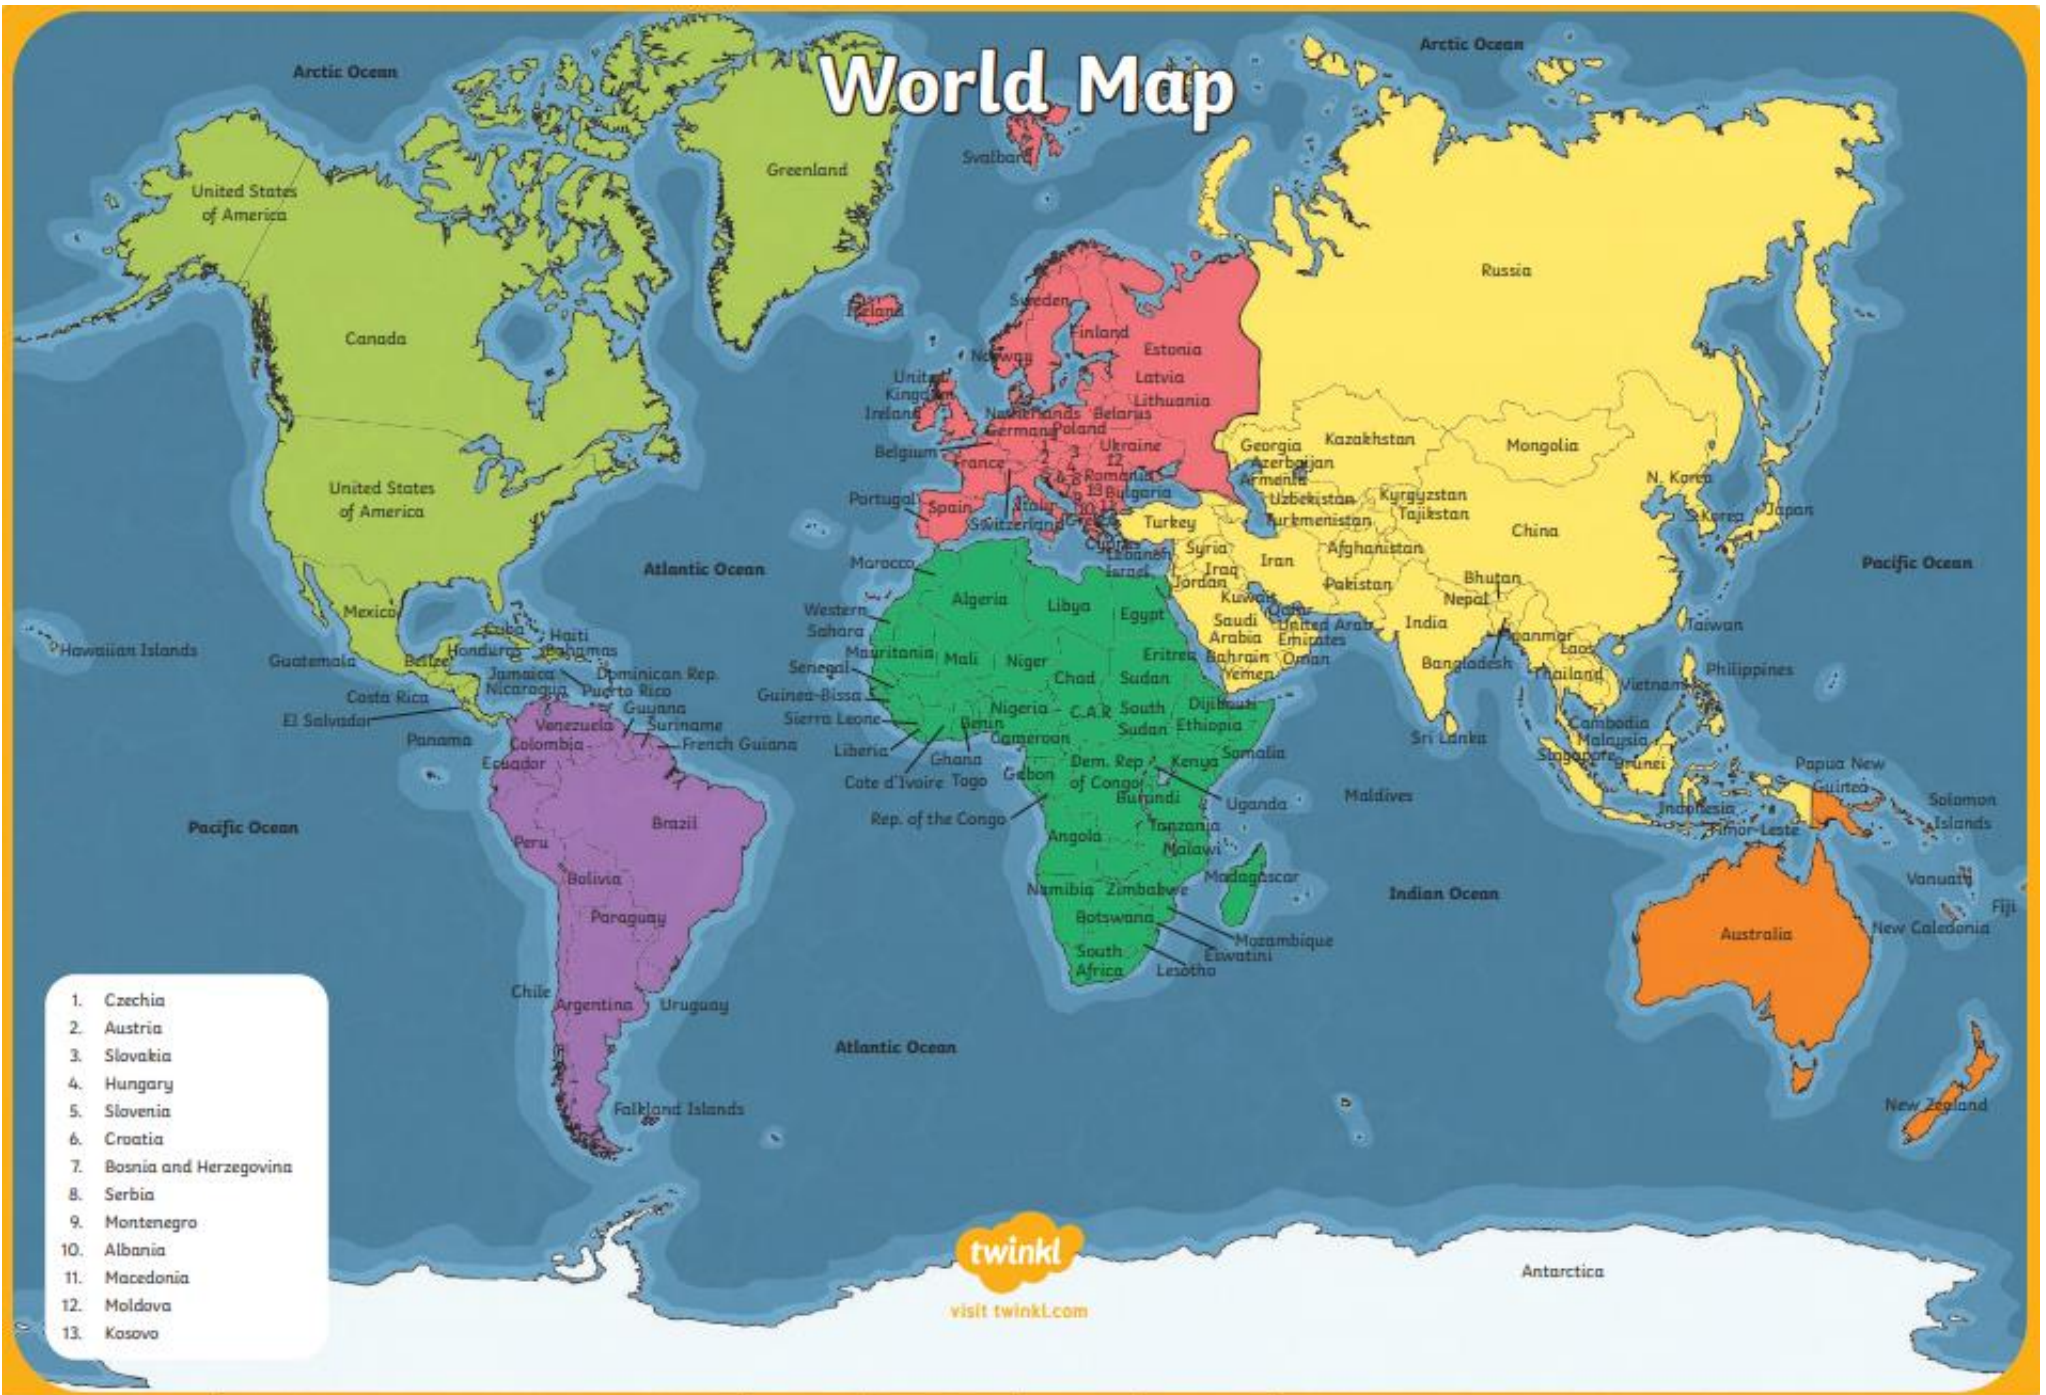 World Map
Arctic Ocean
Arctic Ocean
Svalbard
Greenland
United States
of America
Canada
Russia
Iceland
Sweden
Finland
Norway
Estonia
Latvia
Lithuania
United
Kingdom
Ireland
Netherlands
Belarus
Germany
Poland
Belgium
Ukraine
France
1
2
3
4
12
Romania
13
Bulgaria
Portugal
Spain
Italy
Switzerland
Greece
Georgia
Azerbaijan
Armenia
Kazakhstan
Mongolia
Uzbekistan
Kyrgyzstan
Turkmenistan
Tajikstan
N. Korea
S.Korea
Japan
China
Turkey
Cyprus
Lebanon
Israel
Syria
Iraq
Jordan
Iran
Afghanistan
Pakistan
Kuwait
Qatar
Bhutan
Nepal
India
Saudi
Arabia
United Arab
Emirates
Bahrain
Oman
Yemen
Bangladesh
Myanmar
Laos
Thailand
Vietnam
Taiwan
Philippines
Pacific Ocean
United States
of America
Atlantic Ocean
Mexico
Hawaiian Islands
Cuba
Haiti
Bahamas
Honduras
Belize
Guatemala
Jamaica
Dominican Rep.
Nicaragua
Puerto Rico
Costa Rica
El Salvador
Panama
Guyana
Suriname
French Guiana
Venezuela
Colombia
Ecuador
Morocco
Western
Sahara
Algeria
Libya
Egypt
Mauritania
Mali
Niger
Chad
Sudan
Eritrea
Senegal
Guinea-Bissa
Sierra Leone
Liberia
Cote d'Ivoire
Ghana
Togo
Benin
Nigeria
Cameroon
C.A.R
South
Sudan
Djibouti
Ethiopia
Somalia
Gabon
Dem. Rep
of Congo
Kenya
Uganda
Burundi
Rep. of the Congo
Angola
Tanzania
Malawi
Madagascar
Namibia
Zimbabwe
Botswana
Mozambique
Eswatini
Lesotho
South
Africa
Sri Lanka
Maldives
Cambodia
Malaysia
Singapore
Brunei
Indonesia
Timor-Leste
Papua New
Guinea
Solomon
Islands
Vanuatu
Fiji
New Caledonia
Australia
New Zealand
Indian Ocean
Pacific Ocean
Brazil
Peru
Bolivia
Paraguay
Chile
Argentina
Uruguay
Falkland Islands
Atlantic Ocean
Antarctica
1. Czechia
2. Austria
3. Slovakia
4. Hungary
5. Slovenia
6. Croatia
7. Bosnia and Herzegovina
8. Serbia
9. Montenegro
10. Albania
11. Macedonia
12. Moldova
13. Kosovo
twinkl
visit twinkl.com